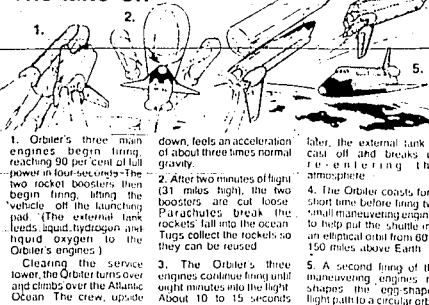 1.
2.
5.
1. Orbiter's three main
engines begin firing,
reaching 90 per cent of full
power in four seconds. The
two rocket boosters then
begin firing, lifting the
vehicle off the launching
pad. (The external tank
feeds liquid hydrogen and
liquid oxygen to the
Orbiter's engines.)
Clearing the service
tower, the Orbiter turns over
and climbs over the Atlantic
Ocean. The crew, upside
down, feels an acceleration
of about three times normal
gravity.
2. After two minutes of flight
(31 miles high), the two
boosters are cut loose.
Parachutes break the
rockets' fall into the ocean.
Tugs collect the rockets so
they can be reused.
3. The Orbiter's three
engines continue firing until
eight minutes into the flight.
About 10 to 15 seconds
later, the external tank
cast off and breaks
reentering
atmosphere
4. The Orbiter coasts for
short time before firing
small maneuvering
to help put the shuttle
an elliptical orbit from 60
150 miles above Earth
5. A second firing of
maneuvering engines
shapes the egg-shape
flight path to a circular